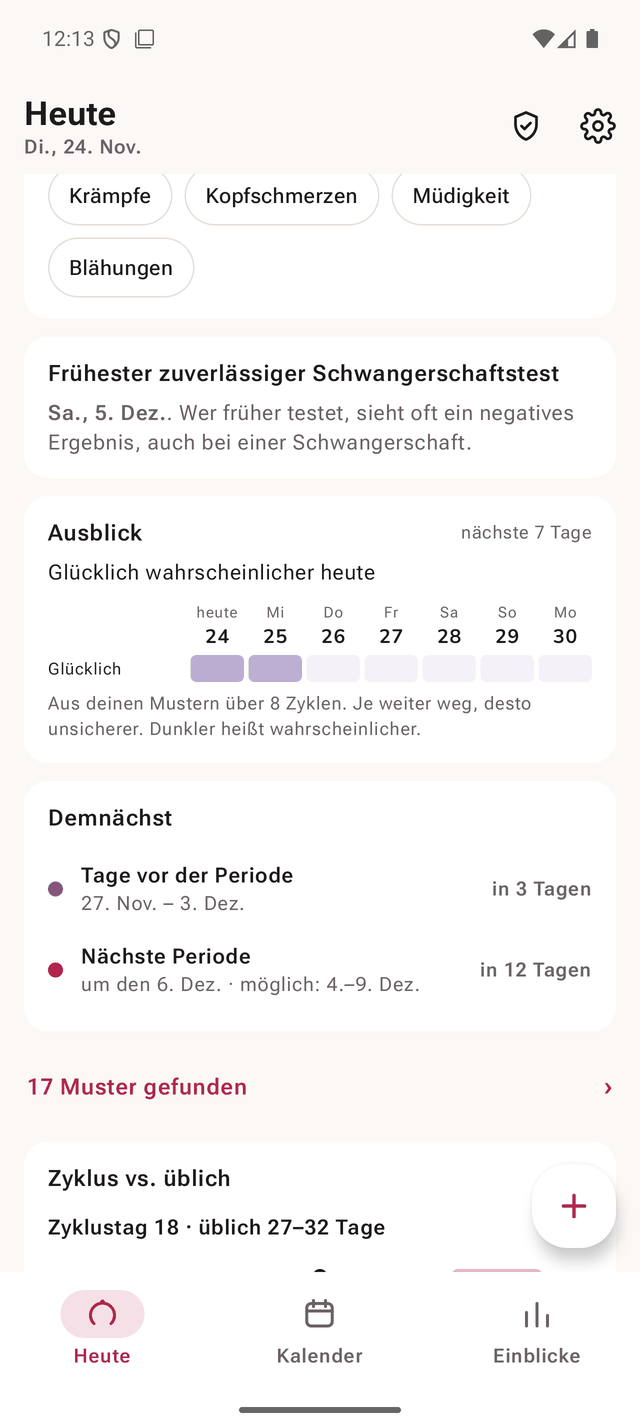 12:13
Heute
Di., 24. Nov.
Krämpfe
Kopfschmerzen
Müdigkeit
Blähungen
Frühester zuverlässiger Schwangerschaftstest
Sa., 5. Dez.. Wer früher testet, sieht oft ein negatives
Ergebnis, auch bei einer Schwangerschaft.
Ausblick
nächste 7 Tage
Glücklich wahrscheinlicher heute
heute Mi Do Fr Sa So Mo
24 25 26 27 28 29 30
Glücklich
Aus deinen Mustern über 8 Zyklen. Je weiter weg, desto
unsicherer. Dunkler heißt wahrscheinlicher.
Demnächst
Tage vor der Periode
27. Nov. – 3. Dez.
in 3 Tagen
Nächste Periode
um den 6. Dez. · möglich: 4.–9. Dez.
in 12 Tagen
17 Muster gefunden
Zyklus vs. üblich
Zyklustag 18 · üblich 27–32 Tage
Heute
Kalender
Einblicke